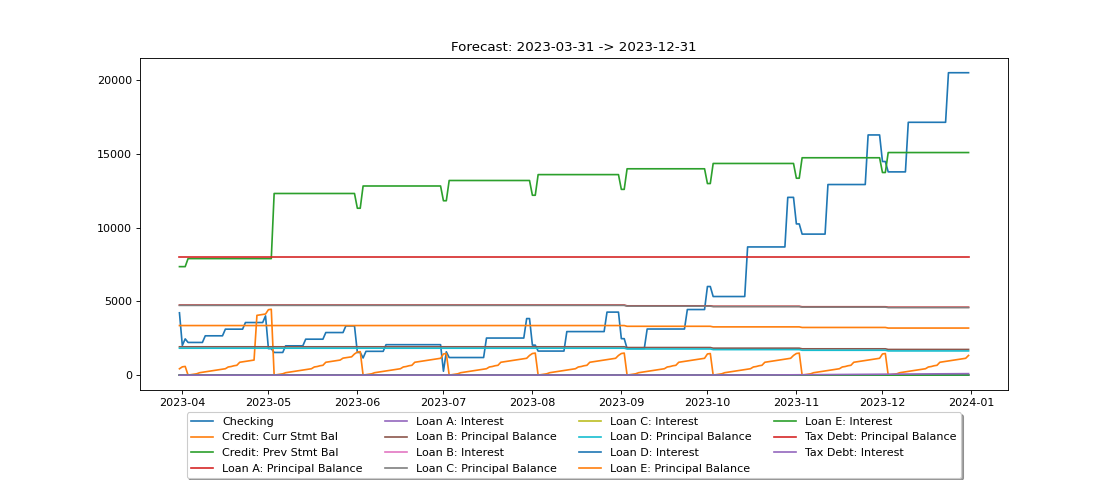 Forecast: 2023-03-31 -> 2023-12-31
20000
15000
10000
5000
0
2023-04 2023-05 2023-06 2023-07 2023-08 2023-09 2023-10 2023-11 2023-12 2024-01
Checking Loan A: Interest Loan C: Interest Loan E: Interest
Credit: Curr Stmt Bal Loan B: Principal Balance Loan D: Principal Balance Tax Debt: Principal Balance
Credit: Prev Stmt Bal Loan B: Interest Loan D: Interest Tax Debt: Interest
Loan A: Principal Balance Loan C: Principal Balance Loan E: Principal Balance